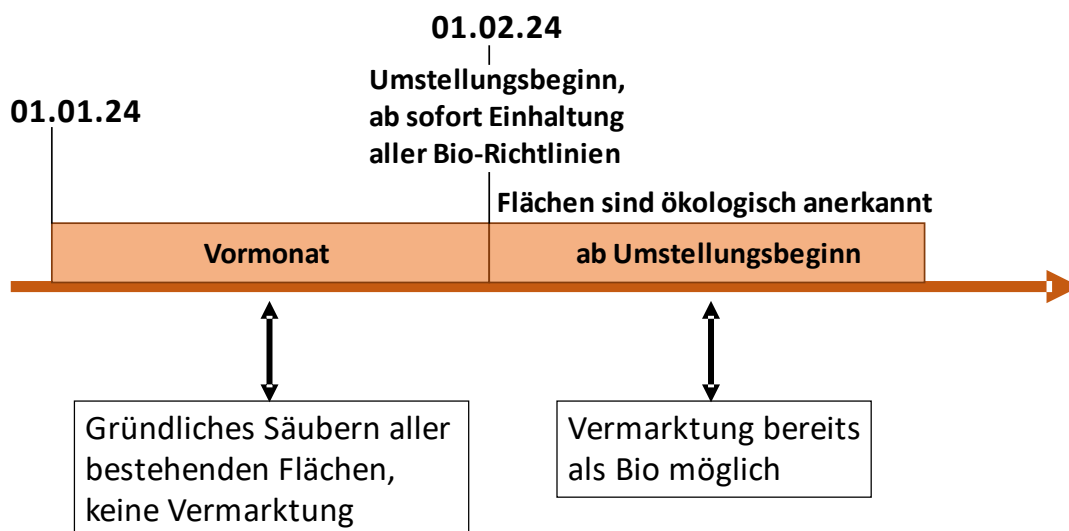 01.02.24
Umstellungsbeginn,
ab sofort Einhaltung
aller Bio-Richtlinien
01.01.24
Flächen sind ökologisch anerkannt
Vormonat
ab Umstellungsbeginn
Gründliches Säubern aller
bestehenden Flächen,
keine Vermarktung
Vermarktung bereits
als Bio möglich